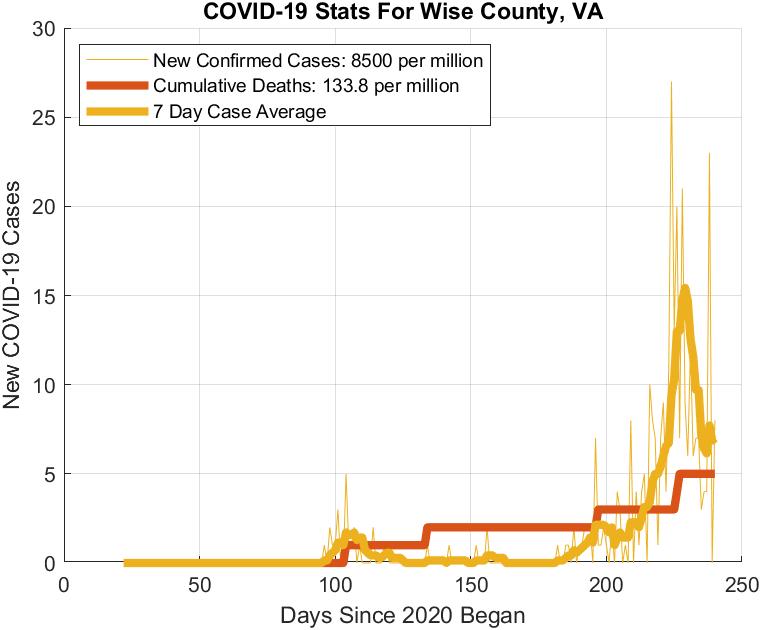 COVID-19 Stats For Wise County, VA
New Confirmed Cases: 8500 per million
Cumulative Deaths: 133.8 per million
7 Day Case Average
New COVID-19 Cases
30
25
20
15
10
5
0
0 50 100 150 200 250
Days Since 2020 Began